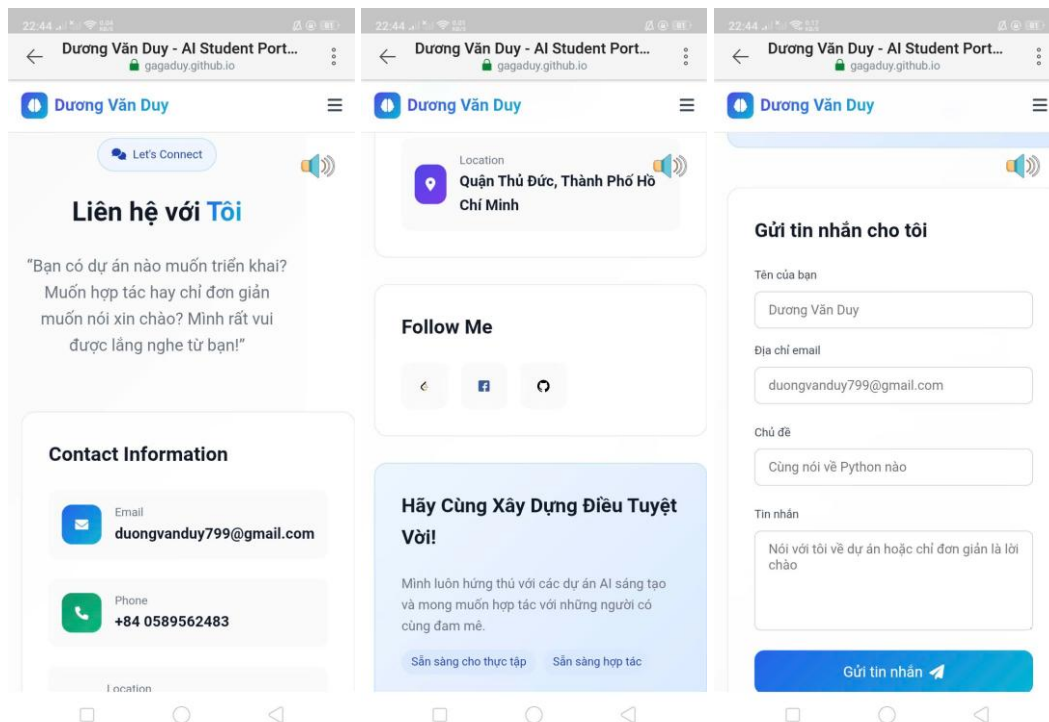 22:44
Dương Văn Duy - AI Student Port...
gagaduy.github.io
Dương Văn Duy
Let's Connect
Liên hệ với Tôi
“Bạn có dự án nào muốn triển khai?
Muốn hợp tác hay chỉ đơn giản
muốn nói xin chào? Mình rất vui
được lắng nghe từ bạn!”
Contact Information
Email
duongvanduy799@gmail.com
Phone
+84 0589562483
Location
22:44
Dương Văn Duy - AI Student Port...
gagaduy.github.io
Dương Văn Duy
Location
Quận Thủ Đức, Thành Phố Hồ
Chí Minh
Follow Me
Hãy Cùng Xây Dựng Điều Tuyệt
Vời!
Mình luôn hứng thú với các dự án AI sáng tạo
và mong muốn hợp tác với những người có
cùng đam mê.
Sẵn sàng cho thực tập
Sẵn sàng hợp tác
22:44
Dương Văn Duy - AI Student Port...
gagaduy.github.io
Dương Văn Duy
Gửi tin nhắn cho tôi
Tên của bạn
Dương Văn Duy
Địa chỉ email
duongvanduy799@gmail.com
Chủ đề
Cùng nói về Python nào
Tin nhắn
Nói với tôi về dự án hoặc chỉ đơn giản là lời
chào
Gửi tin nhắn